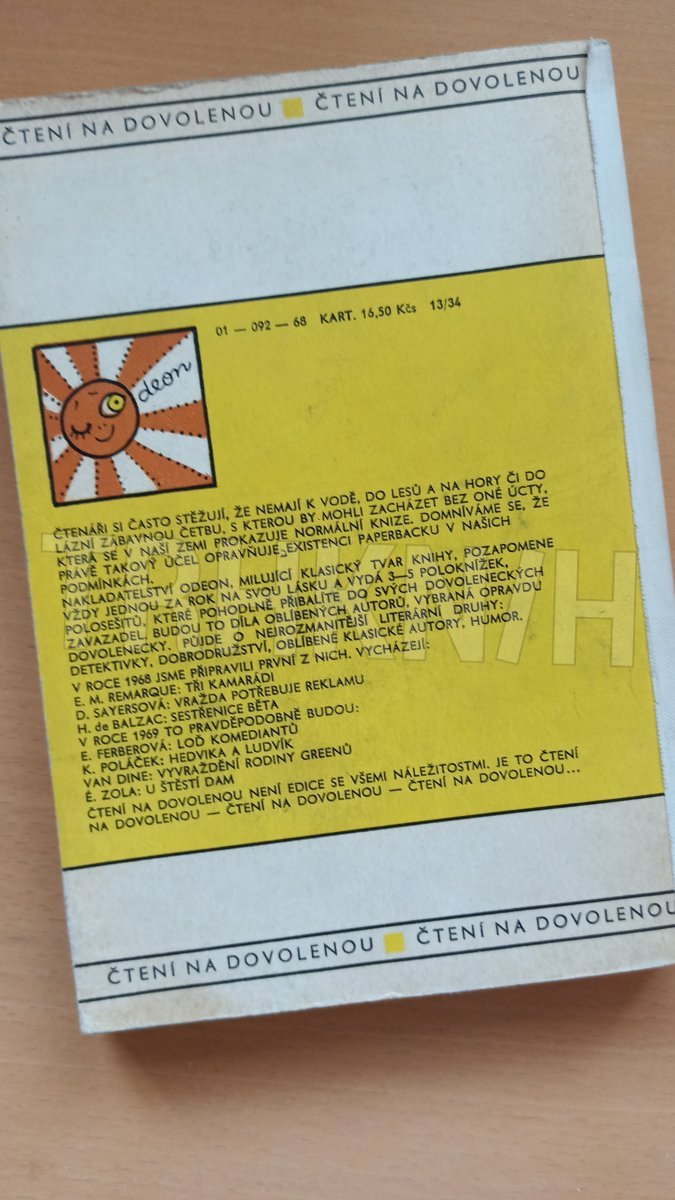 ČTENÍ NA DOVOLENOU ČTENÍ NA DOVOLENOU
01 — 092 — 68 KART. 16,50 Kčs 13/34
deon
ČTENÁŘI SI ČASTO STĚŽUJÍ, ŽE NEMAJÍ K VODĚ, DO LESŮ A NA HORY ČI DO
LÁZNÍ ZÁBAVNOU ČETBU, S KTEROU BY MOHLI ZACHÁZET BEZ ONÉ ÚCTY,
KTERÁ SE V NAŠÍ ZEMI PROKAZUJE NORMÁLNÍ KNIZE. DOMNÍVÁME SE, ŽE
PRÁVĚ TAKOVÝ ÚČEL OPRAVŇUJE EXISTENCI PAPERBACKU V NAŠICH
PODMÍNKÁCH.
NAKLADATELSTVÍ ODEON, MILUJÍCÍ KLASICKÝ TVAR KNIHY, POZAPOMENE
VŽDY JEDNOU ZA ROK NA SVOU LÁSKU A VYDÁ 3—5 POLOKNÍŽEK,
POLOSEŠITŮ, KTERÉ POHODLNĚ PŘIBALÍTE DO SVÝCH DOVOLENECKÝCH
ZAVAZADEL. BUDOU TO DÍLA OBLÍBENÝCH AUTORŮ, VYBRANÁ OPRAVDU
DOVOLENECKY. PŮJDE O NEJROZMANITĚJŠÍ LITERÁRNÍ DRUHY:
DETEKTIVKY, DOBRODRUŽSTVÍ, OBLÍBENÉ KLASICKÉ AUTORY, HUMOR.
V ROCE 1968 JSME PŘIPRAVILI PRVNÍ Z NICH. VYCHÁZEJÍ:
E. M. REMARQUE: TŘI KAMARÁDI
D. SAYERSOVÁ: VRAŽDA POTŘEBUJE REKLAMU
H. de BALZAC: SESTŘENICE BĚTA
V ROCE 1969 TO PRAVDĚPODOBNĚ BUDOU:
E. FERBEROVÁ: LOĎ KOMEDIANTŮ
K. POLÁČEK: HEDVIKA A LUDVÍK
VAN DINE: VYVRAŽDĚNÍ RODINY GREENŮ
É. ZOLA: U ŠTĚSTÍ DAM
ČTENÍ NA DOVOLENOU NENÍ EDICE SE VŠEMI NÁLEŽITOSTMI. JE TO ČTENÍ
NA DOVOLENOU — ČTENÍ NA DOVOLENOU — ČTENÍ NA DOVOLENOU...
ČTENÍ NA DOVOLENOU ČTENÍ NA DOVOLENOU